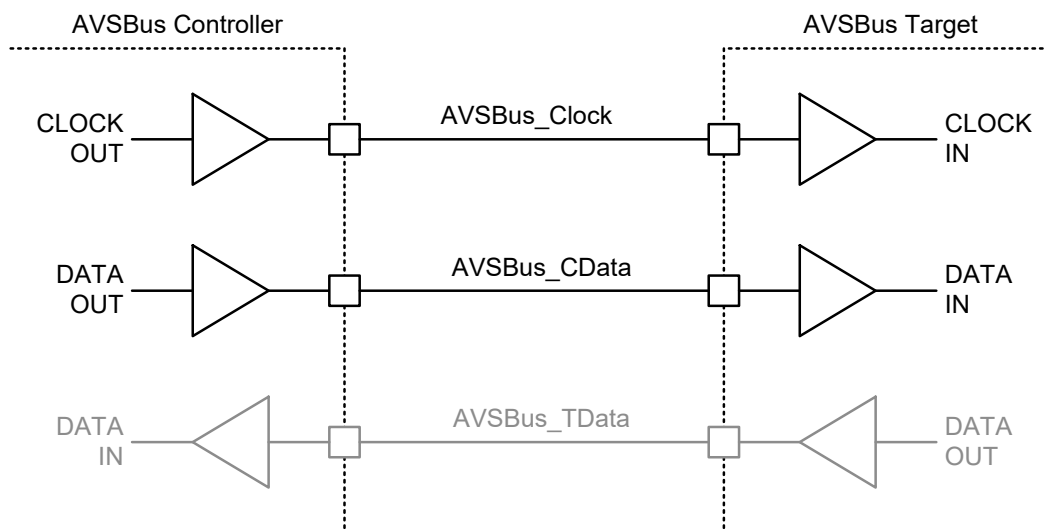 AVSBus Controller
AVSBus Target
CLOCK
OUT
AVSBus_Clock
CLOCK
IN
DATA
OUT
AVSBus_CData
DATA
IN
DATA
IN
AVSBus_TData
DATA
OUT